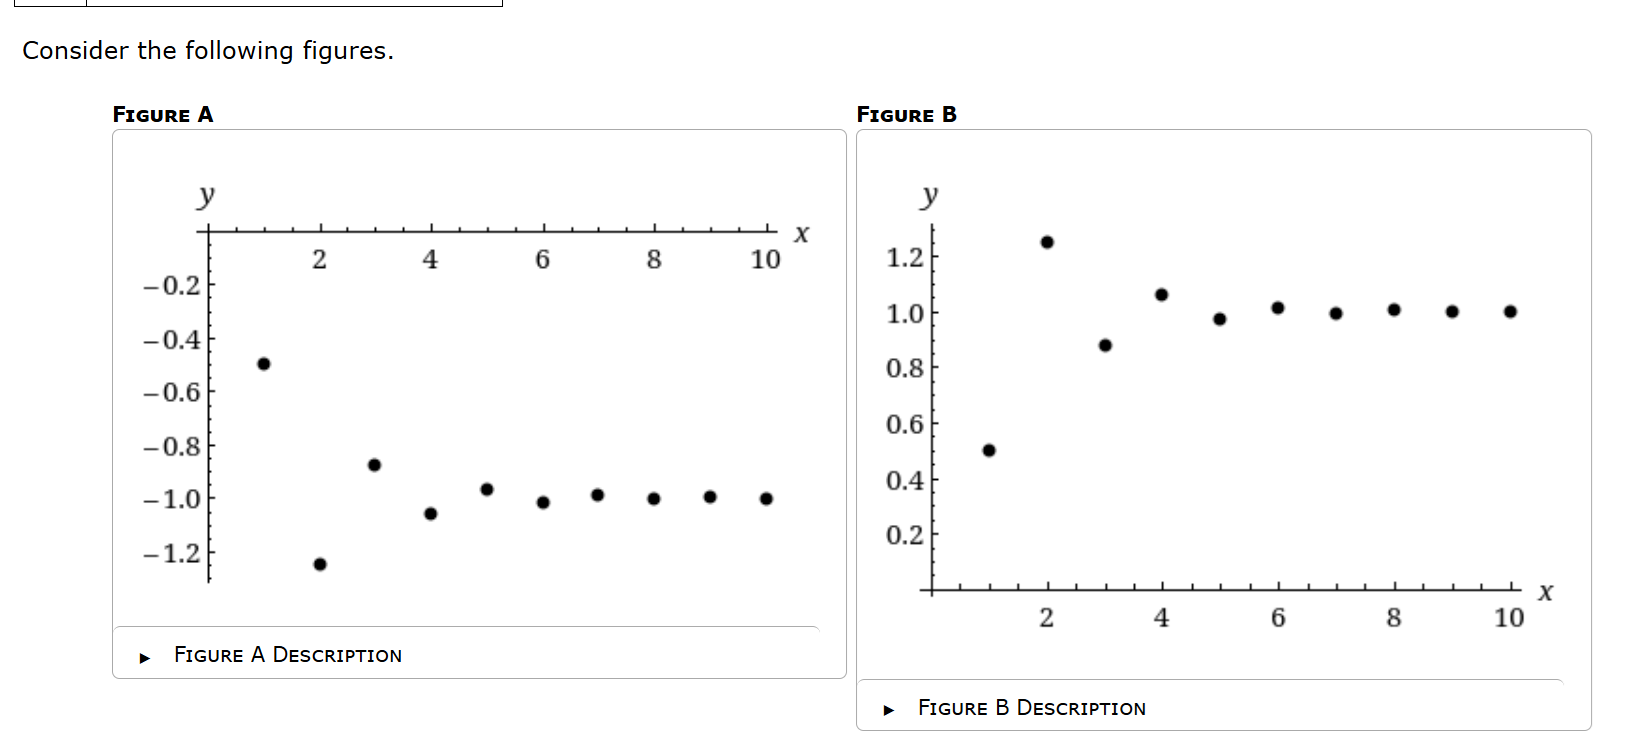 Consider the following figures.
FIGURE A
y
x
2 4 6 8 10
−0.2
−0.4
−0.6
−0.8
−1.0
−1.2
▶ FIGURE A DESCRIPTION
FIGURE B
y
1.2
1.0
0.8
0.6
0.4
0.2
x
2 4 6 8 10
▶ FIGURE B DESCRIPTION